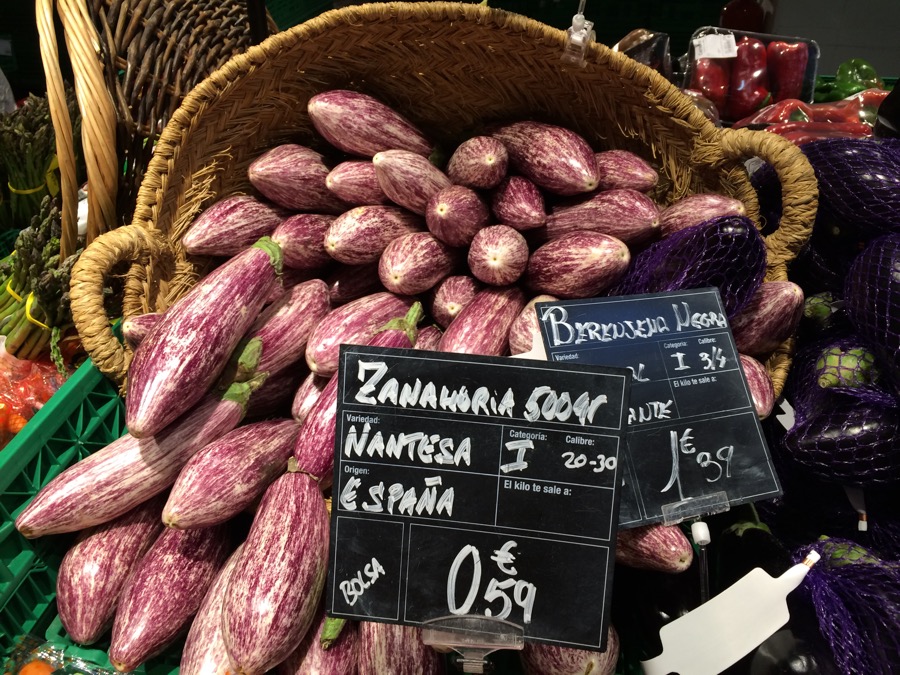 BERENJENA NEGRA
Variedad:
Categoría: Calibre:
I 3/4
El kilo te sale a:
1€39
ZANAHORIA 500gr
Variedad:
NANTESA
Categoría: Calibre:
I 20-30
Origen:
ESPAÑA
El kilo te sale a:
BOLSA
0€59